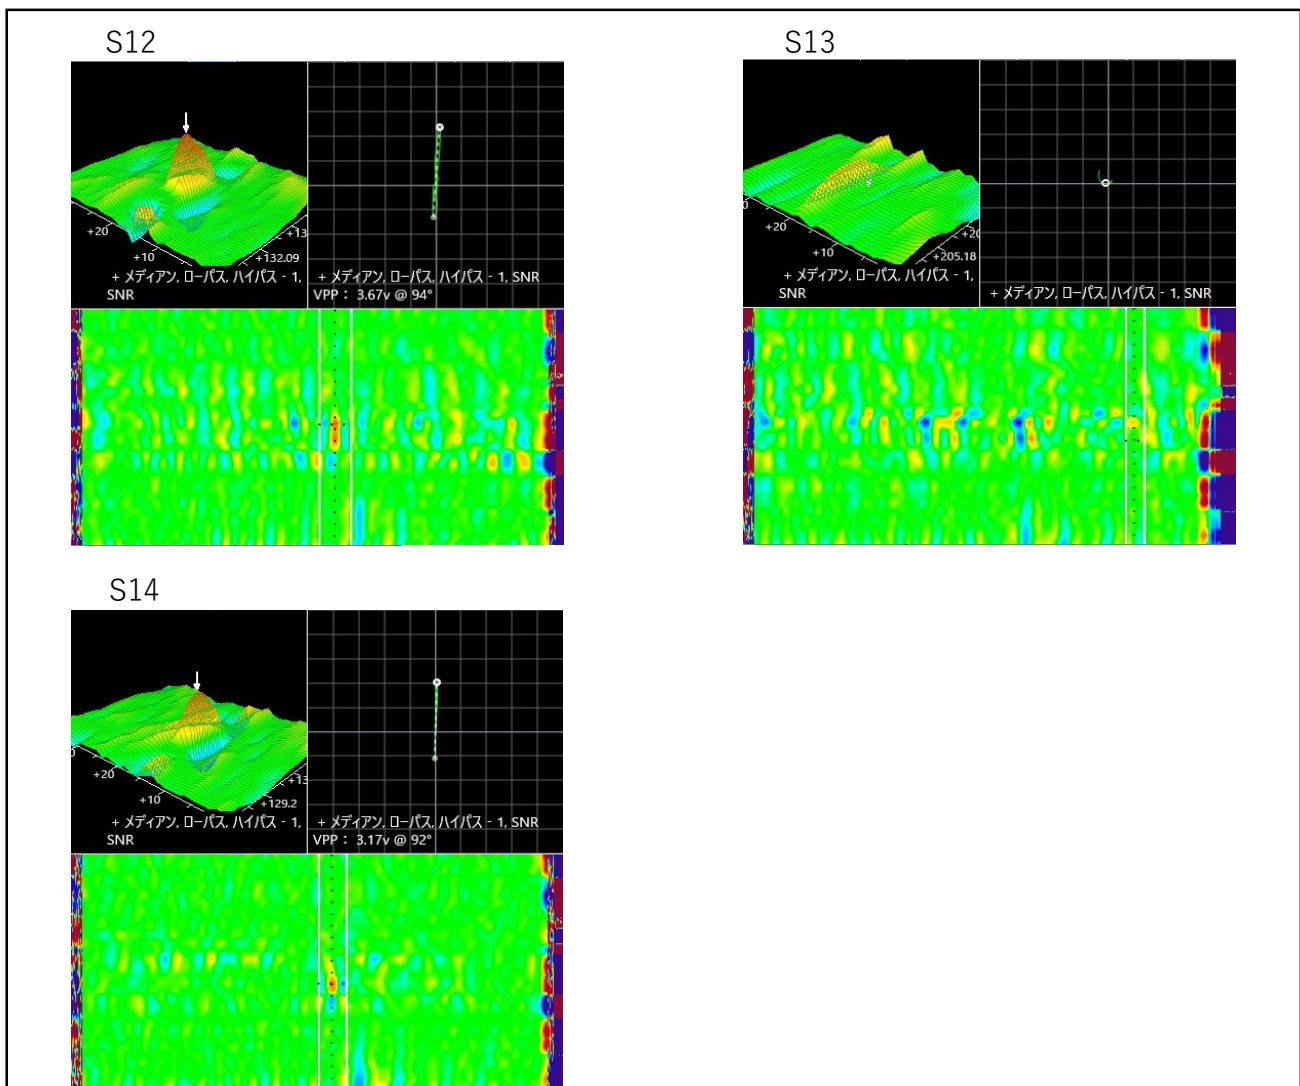 S12
+20
+10
+13
+132.09
+ メディアン, ローパス, ハイパス - 1,
SNR
+ メディアン, ローパス, ハイパス - 1, SNR
VPP： 3.67v @ 94°
S13
0
+20
+10
+20
+205.18
+ メディアン, ローパス, ハイパス - 1,
SNR
+ メディアン, ローパス, ハイパス - 1, SNR
S14
+20
+10
+13
+129.2
+ メディアン, ローパス, ハイパス - 1,
SNR
+ メディアン, ローパス, ハイパス - 1, SNR
VPP： 3.17v @ 92°